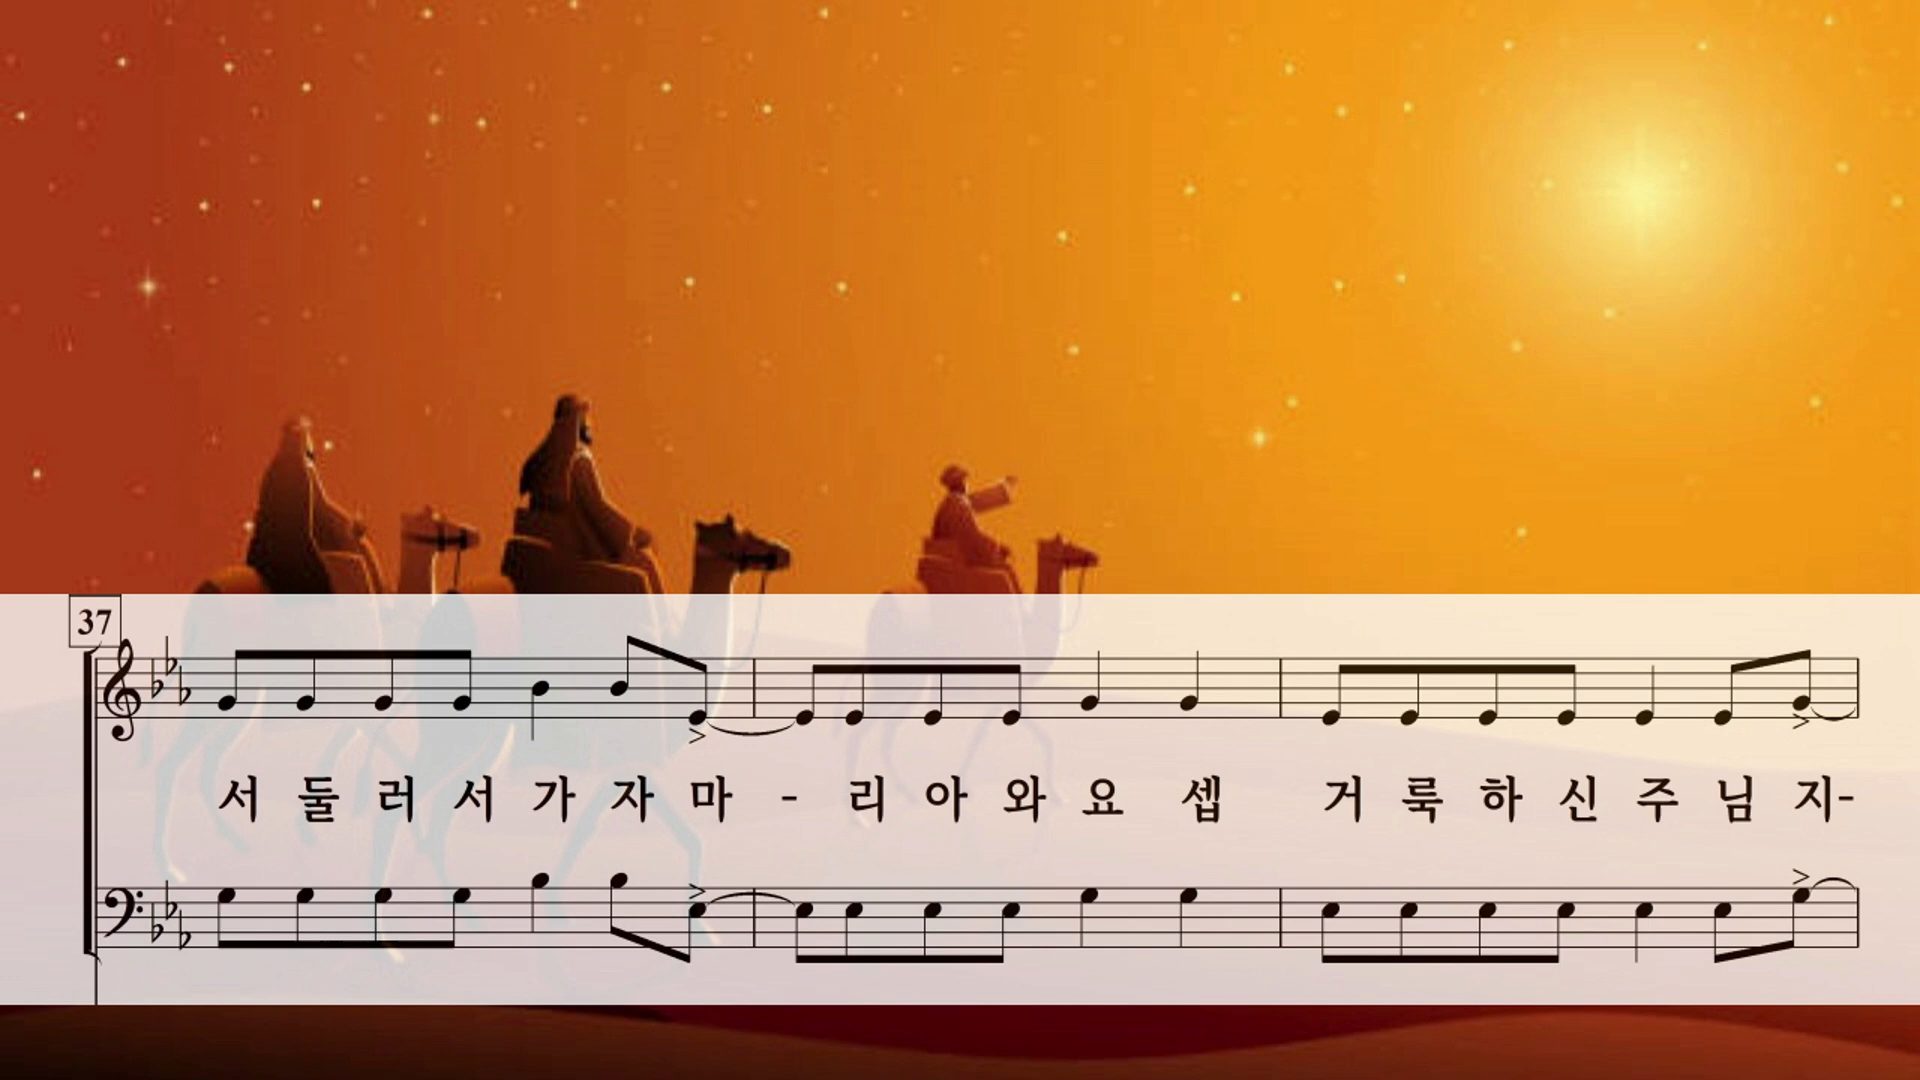 37
서 둘 러 서 가 자 마 - 리 아 와 요 셉 거 룩 하 신 주 님 지-